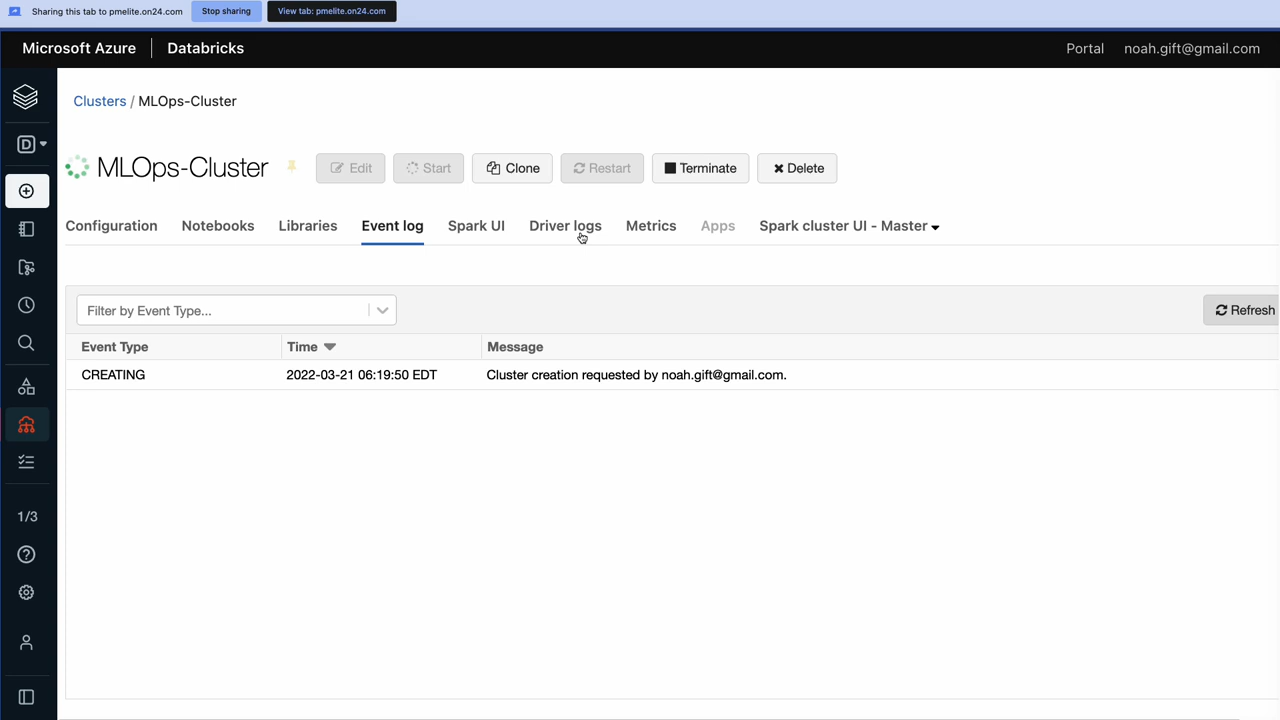 Sharing this tab to pmelite.on24.com Stop sharing View tab: pmelite.on24.com
Microsoft Azure Databricks Portal noah.gift@gmail.com
Clusters / MLOps-Cluster
D
MLOps-Cluster Edit Start Clone Restart Terminate Delete
Configuration Notebooks Libraries Event log Spark UI Driver logs Metrics Apps Spark cluster UI - Master
Filter by Event Type... Refresh
Event Type Time Message
CREATING 2022-03-21 06:19:50 EDT Cluster creation requested by noah.gift@gmail.com.
1/3